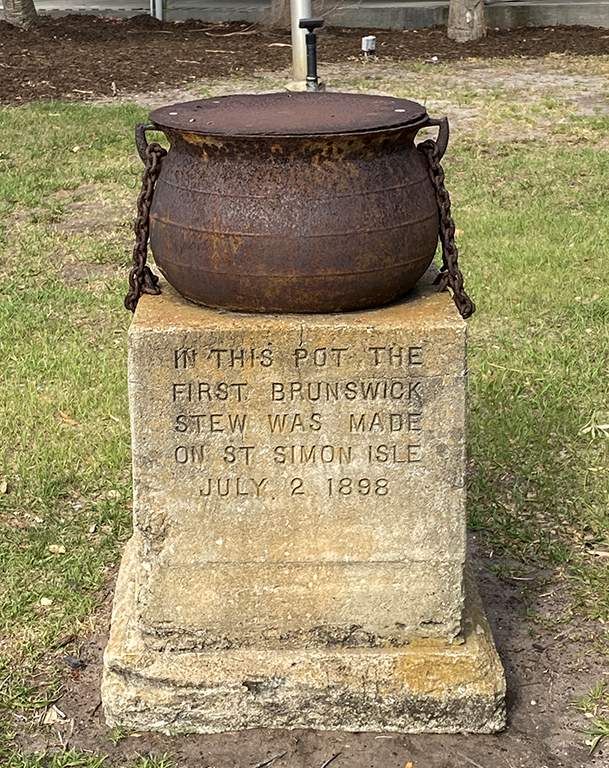 IN THIS POT THE
FIRST BRUNSWICK
STEW WAS MADE
ON ST SIMON ISLE
JULY, 2 1898